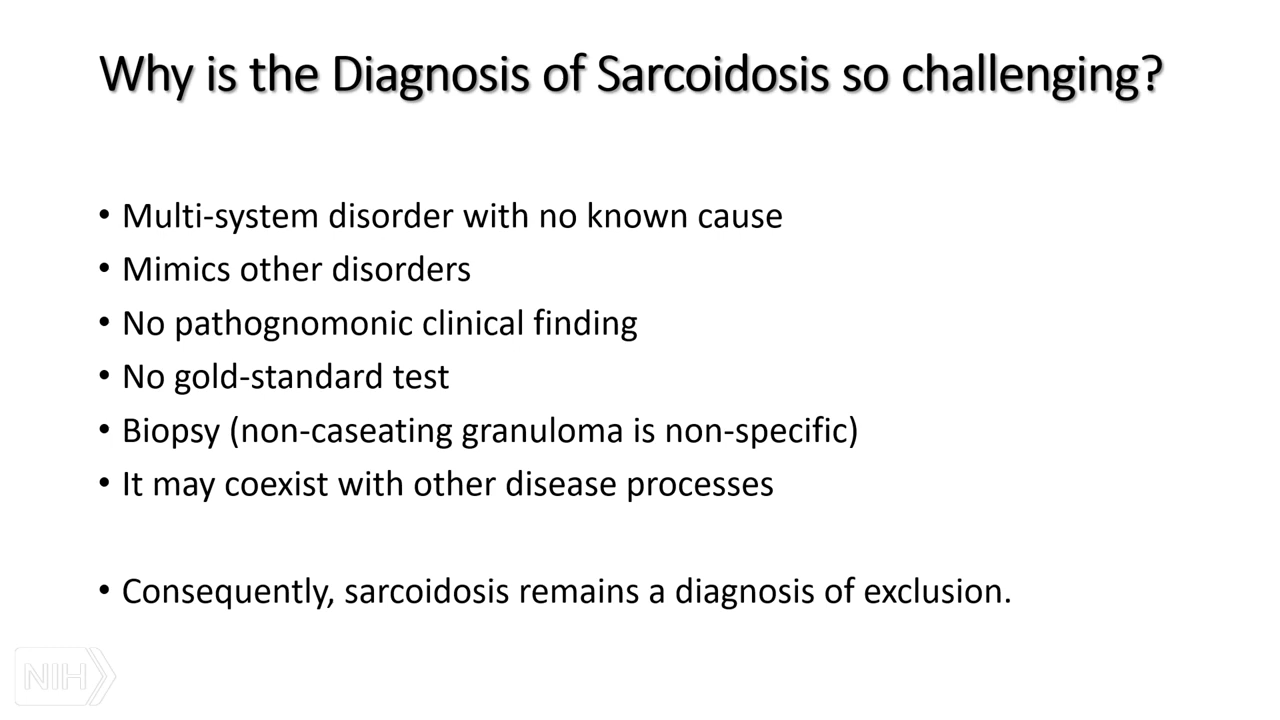 Why is the Diagnosis of Sarcoidosis so challenging?
• Multi-system disorder with no known cause
• Mimics other disorders
• No pathognomonic clinical finding
• No gold-standard test
• Biopsy (non-caseating granuloma is non-specific)
• It may coexist with other disease processes
• Consequently, sarcoidosis remains a diagnosis of exclusion.
NIH